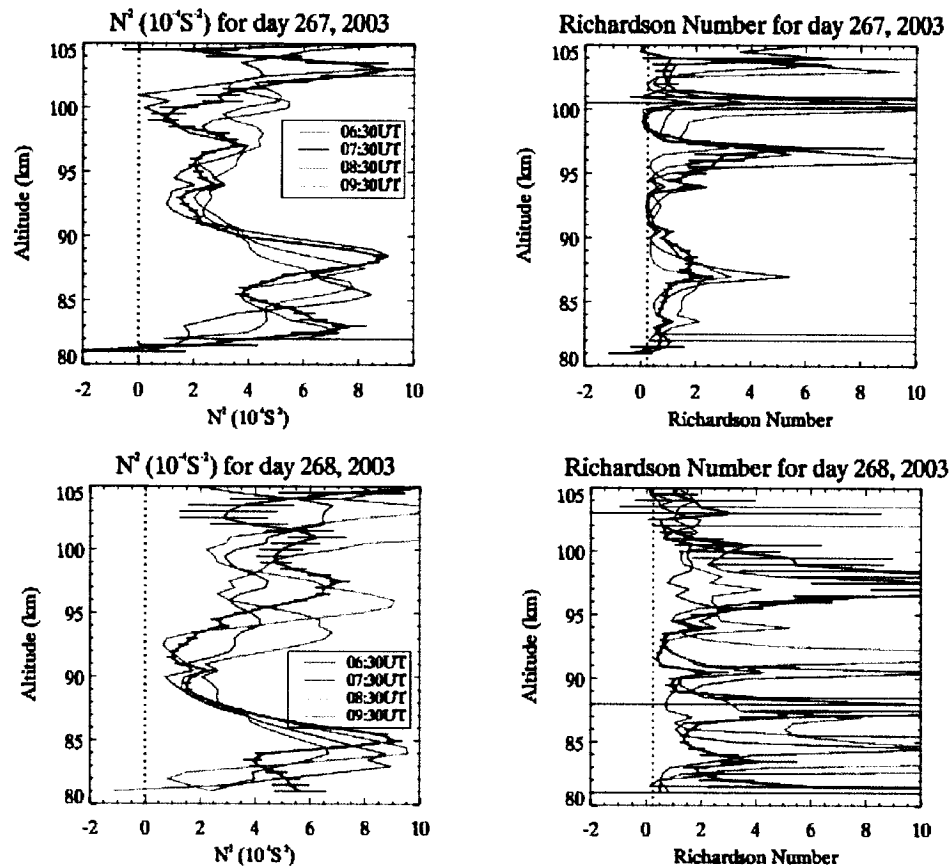 N² (10⁻⁴S⁻²) for day 267, 2003
105
100
95
90
85
80
Altitude (km)
06:30UT
07:30UT
08:30UT
09:30UT
-2 0 2 4 6 8 10
N² (10⁻⁴S⁻²)
Richardson Number for day 267, 2003
105
100
95
90
85
80
Altitude (km)
-2 0 2 4 6 8 10
Richardson Number
N² (10⁻⁴S⁻²) for day 268, 2003
105
100
95
90
85
80
Altitude (km)
06:30UT
07:30UT
08:30UT
09:30UT
-2 0 2 4 6 8 10
N² (10⁻⁴S⁻²)
Richardson Number for day 268, 2003
105
100
95
90
85
80
Altitude (km)
-2 0 2 4 6 8 10
Richardson Number